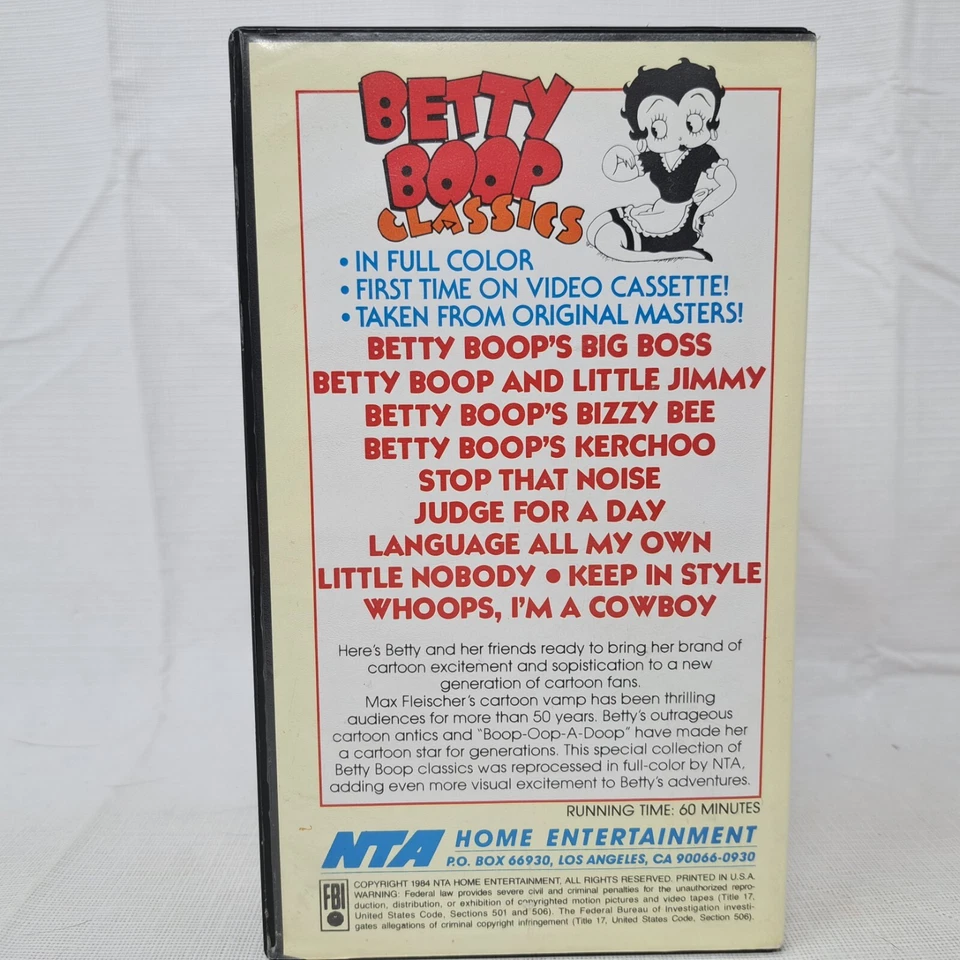 BETTY
BOOP
CLASSICS
• IN FULL COLOR
• FIRST TIME ON VIDEO CASSETTE!
• TAKEN FROM ORIGINAL MASTERS!
BETTY BOOP'S BIG BOSS
BETTY BOOP AND LITTLE JIMMY
BETTY BOOP'S BIZZY BEE
BETTY BOOP'S KERCHOO
STOP THAT NOISE
JUDGE FOR A DAY
LANGUAGE ALL MY OWN
LITTLE NOBODY • KEEP IN STYLE
WHOOPS, I'M A COWBOY
Here's Betty and her friends ready to bring her brand of
cartoon excitement and sopistication to a new
generation of cartoon fans.
Max Fleischer's cartoon vamp has been thrilling
audiences for more than 50 years. Betty's outrageous
cartoon antics and "Boop-Oop-A-Doop" have made her
a cartoon star for generations. This special collection of
Betty Boop classics was reprocessed in full-color by NTA,
adding even more visual excitement to Betty's adventures.
RUNNING TIME: 60 MINUTES
NTA HOME ENTERTAINMENT
P.O. BOX 66930, LOS ANGELES, CA 90066-0930
FBI
COPYRIGHT 1984 NTA HOME ENTERTAINMENT, ALL RIGHTS RESERVED. PRINTED IN U.S.A.
WARNING: Federal law provides severe civil and criminal penalties for the unauthorized repro-
duction, distribution, or exhibition of copyrighted motion pictures and video tapes (Title 17,
United States Code, Sections 501 and 506). The Federal Bureau of Investigation investi-
gates allegations of criminal copyright infringement (Title 17, United States Code, Section 506).